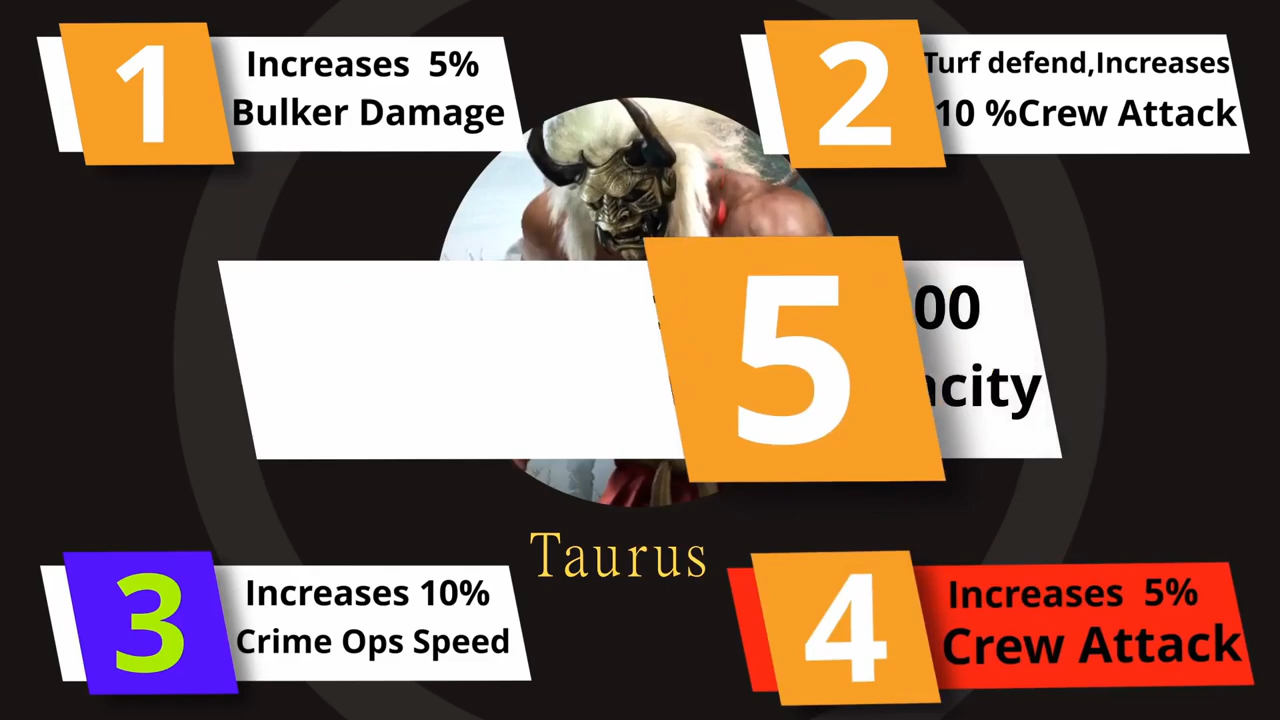 1
Increases 5%
Bulker Damage
2
Turf defend,Increases
10 %Crew Attack
5
00
Taurus
3
Increases 10%
Crime Ops Speed
4
Increases 5%
Crew Attack